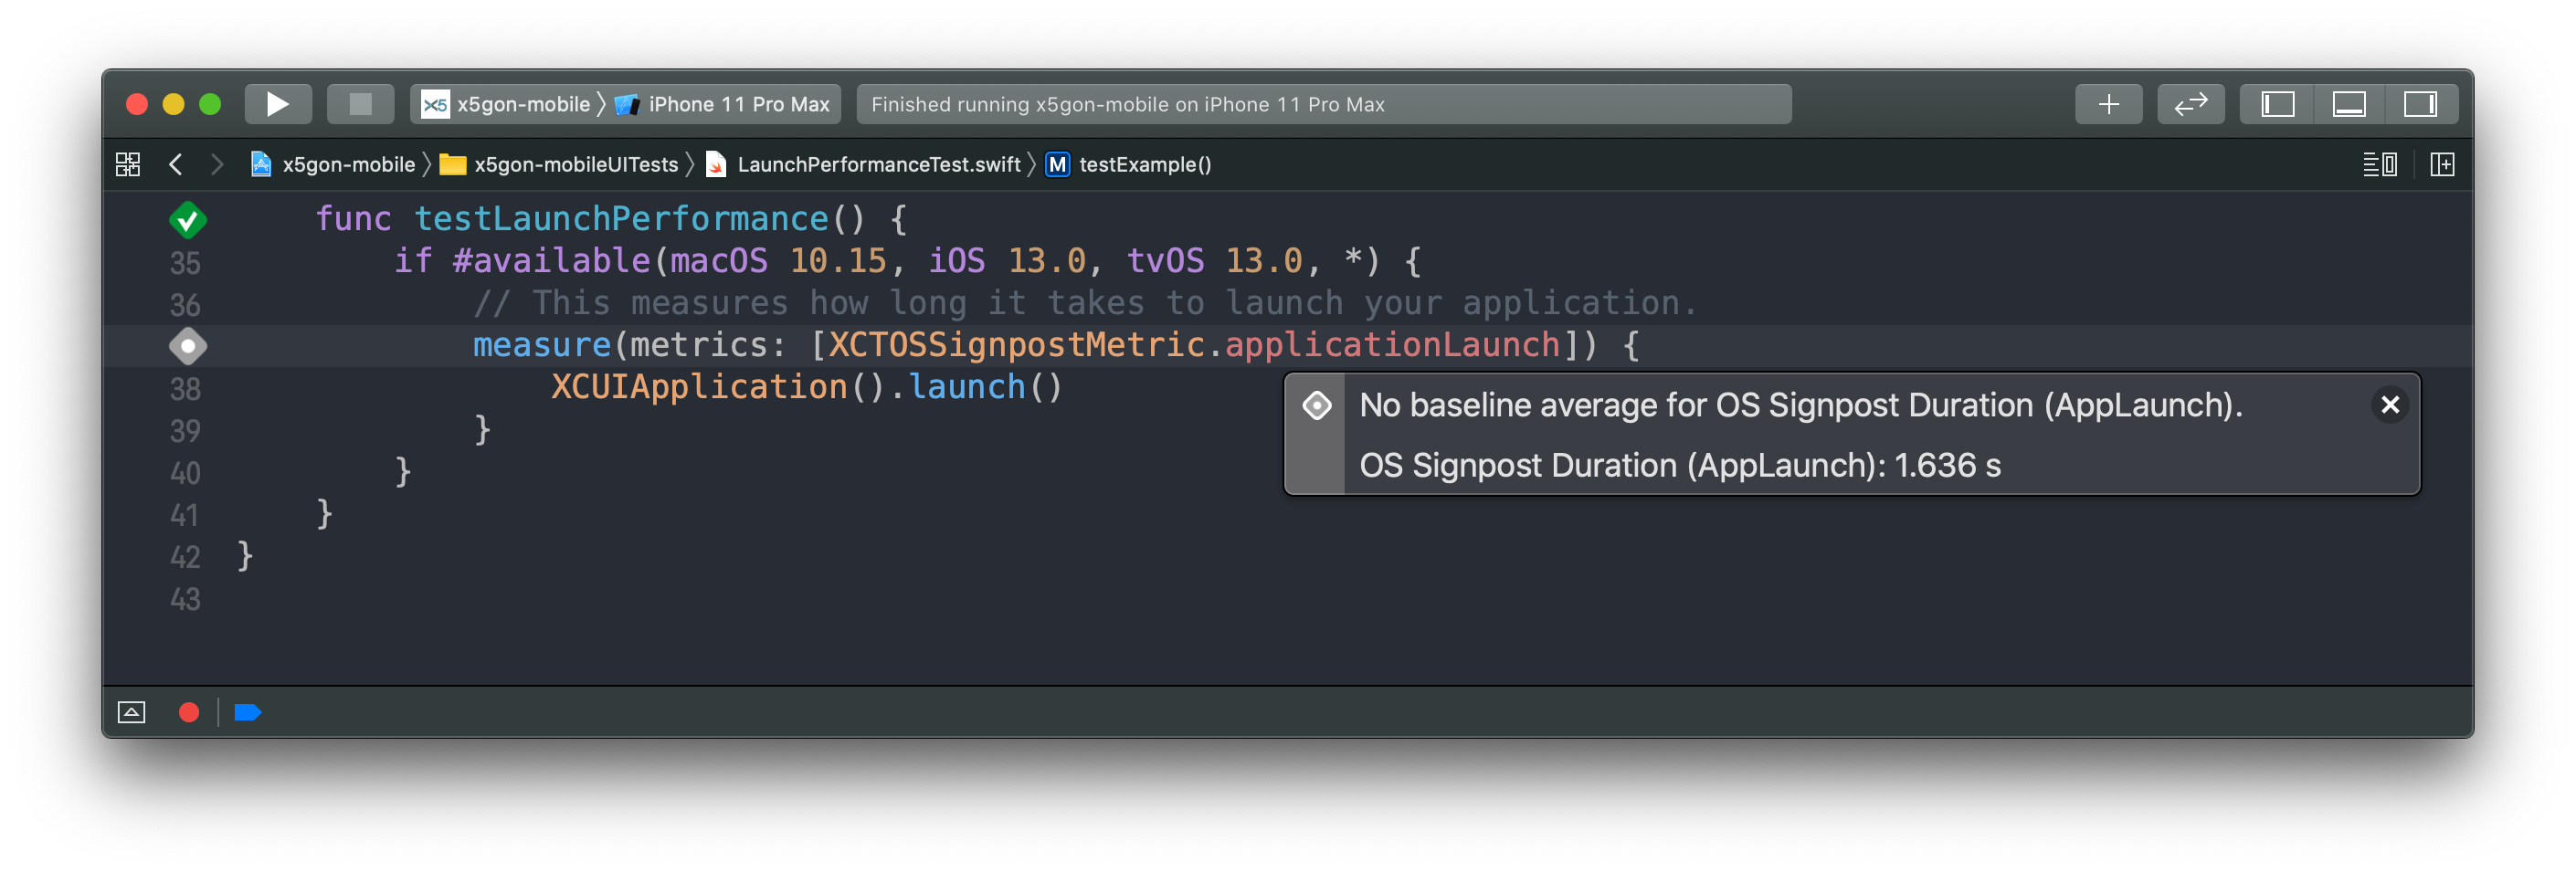 X5 x5gon-mobile 〉 iPhone 11 Pro Max Finished running x5gon-mobile on iPhone 11 Pro Max
x5gon-mobile 〉 x5gon-mobileUITests 〉 LaunchPerformanceTest.swift 〉 M testExample()
func testLaunchPerformance() {
35 if #available(macOS 10.15, iOS 13.0, tvOS 13.0, *) {
36 // This measures how long it takes to launch your application.
measure(metrics: [XCTOSSignpostMetric.applicationLaunch]) {
38 XCUIApplication().launch()
No baseline average for OS Signpost Duration (AppLaunch).
OS Signpost Duration (AppLaunch): 1.636 s
39 }
40 }
41 }
42 }
43